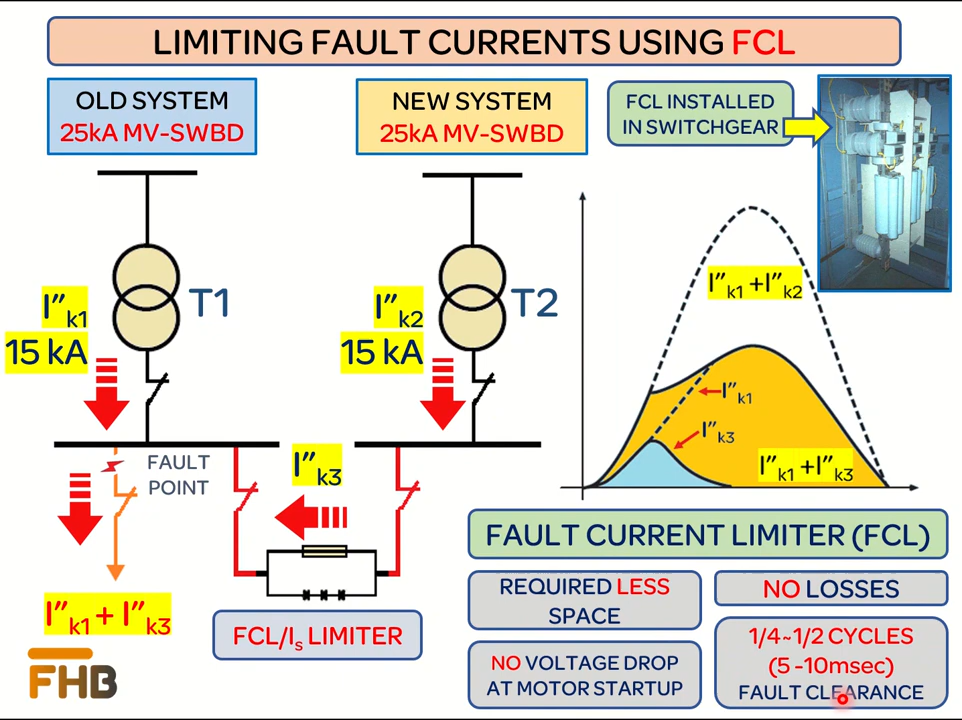 LIMITING FAULT CURRENTS USING FCL
OLD SYSTEM
25kA MV-SWBD
NEW SYSTEM
25kA MV-SWBD
FCL INSTALLED
IN SWITCHGEAR
I″k1
15 kA
T1
I″k2
15 kA
T2
I″k1 +I″k2
I″k1
I″k3
I″k1 +I″k3
FAULT
POINT
I″k3
I″k1 + I″k3
FCL/Is LIMITER
FHB
FAULT CURRENT LIMITER (FCL)
REQUIRED LESS
SPACE
NO LOSSES
NO VOLTAGE DROP
AT MOTOR STARTUP
1/4~1/2 CYCLES
(5 -10msec)
FAULT CLEARANCE